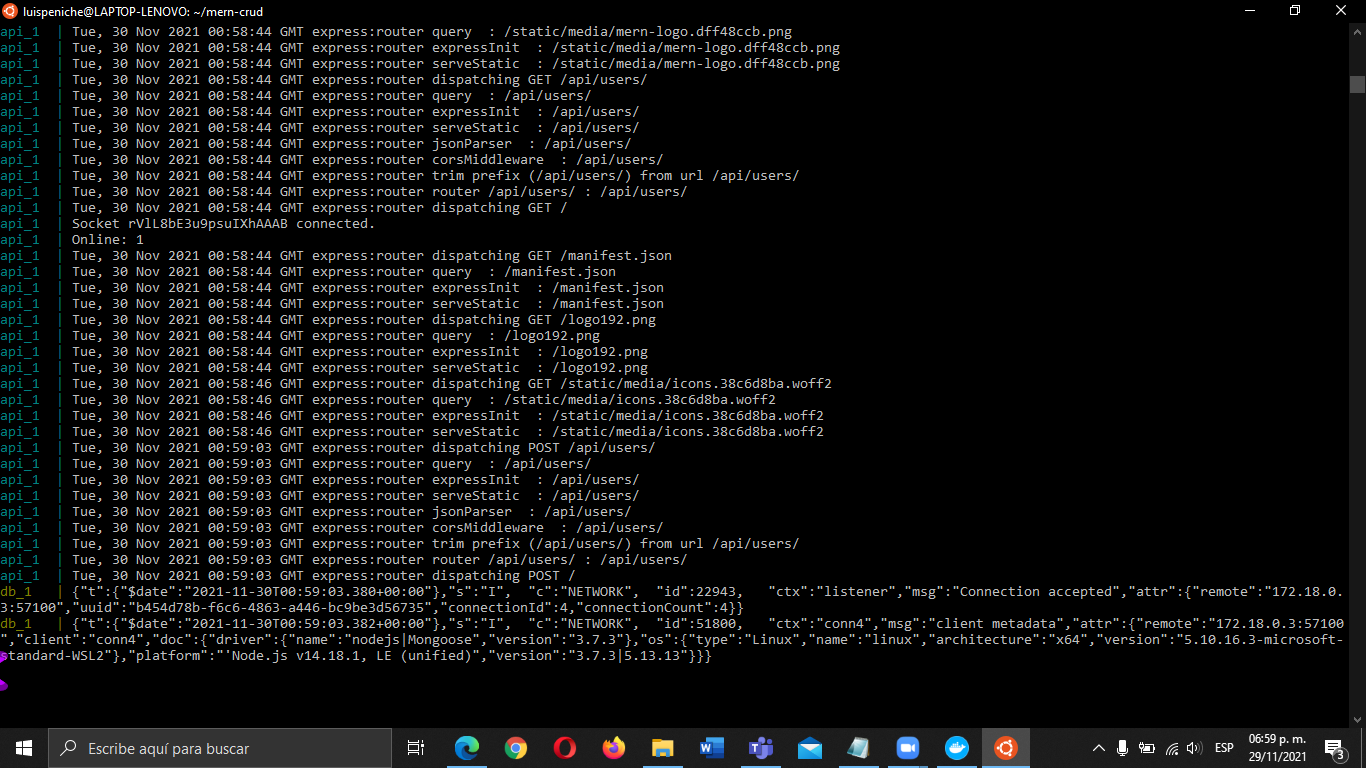 luispeniche@LAPTOP-LENOVO: ~/mern-crud
api_1   | Tue, 30 Nov 2021 00:58:44 GMT express:router query  : /static/media/mern-logo.dff48ccb.png
api_1   | Tue, 30 Nov 2021 00:58:44 GMT express:router expressInit  : /static/media/mern-logo.dff48ccb.png
api_1   | Tue, 30 Nov 2021 00:58:44 GMT express:router serveStatic  : /static/media/mern-logo.dff48ccb.png
api_1   | Tue, 30 Nov 2021 00:58:44 GMT express:router dispatching GET /api/users/
api_1   | Tue, 30 Nov 2021 00:58:44 GMT express:router query  : /api/users/
api_1   | Tue, 30 Nov 2021 00:58:44 GMT express:router expressInit  : /api/users/
api_1   | Tue, 30 Nov 2021 00:58:44 GMT express:router serveStatic  : /api/users/
api_1   | Tue, 30 Nov 2021 00:58:44 GMT express:router jsonParser  : /api/users/
api_1   | Tue, 30 Nov 2021 00:58:44 GMT express:router corsMiddleware  : /api/users/
api_1   | Tue, 30 Nov 2021 00:58:44 GMT express:router trim prefix (/api/users/) from url /api/users/
api_1   | Tue, 30 Nov 2021 00:58:44 GMT express:router router /api/users/ : /api/users/
api_1   | Tue, 30 Nov 2021 00:58:44 GMT express:router dispatching GET /
api_1   | Socket rVlL8bE3u9psuIXhAAAB connected.
api_1   | Online: 1
api_1   | Tue, 30 Nov 2021 00:58:44 GMT express:router dispatching GET /manifest.json
api_1   | Tue, 30 Nov 2021 00:58:44 GMT express:router query  : /manifest.json
api_1   | Tue, 30 Nov 2021 00:58:44 GMT express:router expressInit  : /manifest.json
api_1   | Tue, 30 Nov 2021 00:58:44 GMT express:router serveStatic  : /manifest.json
api_1   | Tue, 30 Nov 2021 00:58:44 GMT express:router dispatching GET /logo192.png
api_1   | Tue, 30 Nov 2021 00:58:44 GMT express:router query  : /logo192.png
api_1   | Tue, 30 Nov 2021 00:58:44 GMT express:router expressInit  : /logo192.png
api_1   | Tue, 30 Nov 2021 00:58:44 GMT express:router serveStatic  : /logo192.png
api_1   | Tue, 30 Nov 2021 00:58:46 GMT express:router dispatching GET /static/media/icons.38c6d8ba.woff2
api_1   | Tue, 30 Nov 2021 00:58:46 GMT express:router query  : /static/media/icons.38c6d8ba.woff2
api_1   | Tue, 30 Nov 2021 00:58:46 GMT express:router expressInit  : /static/media/icons.38c6d8ba.woff2
api_1   | Tue, 30 Nov 2021 00:58:46 GMT express:router serveStatic  : /static/media/icons.38c6d8ba.woff2
api_1   | Tue, 30 Nov 2021 00:59:03 GMT express:router dispatching POST /api/users/
api_1   | Tue, 30 Nov 2021 00:59:03 GMT express:router query  : /api/users/
api_1   | Tue, 30 Nov 2021 00:59:03 GMT express:router expressInit  : /api/users/
api_1   | Tue, 30 Nov 2021 00:59:03 GMT express:router serveStatic  : /api/users/
api_1   | Tue, 30 Nov 2021 00:59:03 GMT express:router jsonParser  : /api/users/
api_1   | Tue, 30 Nov 2021 00:59:03 GMT express:router corsMiddleware  : /api/users/
api_1   | Tue, 30 Nov 2021 00:59:03 GMT express:router trim prefix (/api/users/) from url /api/users/
api_1   | Tue, 30 Nov 2021 00:59:03 GMT express:router router /api/users/ : /api/users/
api_1   | Tue, 30 Nov 2021 00:59:03 GMT express:router dispatching POST /
db_1    | {"t":{"$date":"2021-11-30T00:59:03.380+00:00"},"s":"I",  "c":"NETWORK",  "id":22943,   "ctx":"listener","msg":"Connection accepted","attr":{"remote":"172.18.0.
3:57100","uuid":"b454d78b-f6c6-4863-a446-bc9be3d56735","connectionId":4,"connectionCount":4}}
db_1    | {"t":{"$date":"2021-11-30T00:59:03.382+00:00"},"s":"I",  "c":"NETWORK",  "id":51800,   "ctx":"conn4","msg":"client metadata","attr":{"remote":"172.18.0.3:57100
","client":"conn4","doc":{"driver":{"name":"nodejs|Mongoose","version":"3.7.3"},"os":{"type":"Linux","name":"linux","architecture":"x64","version":"5.10.16.3-microsoft-
standard-WSL2"},"platform":"'Node.js v14.18.1, LE (unified)","version":"3.7.3|5.13.13"}}}
Escribe aquí para buscar
ESP
06:59 p. m.
29/11/2021
3